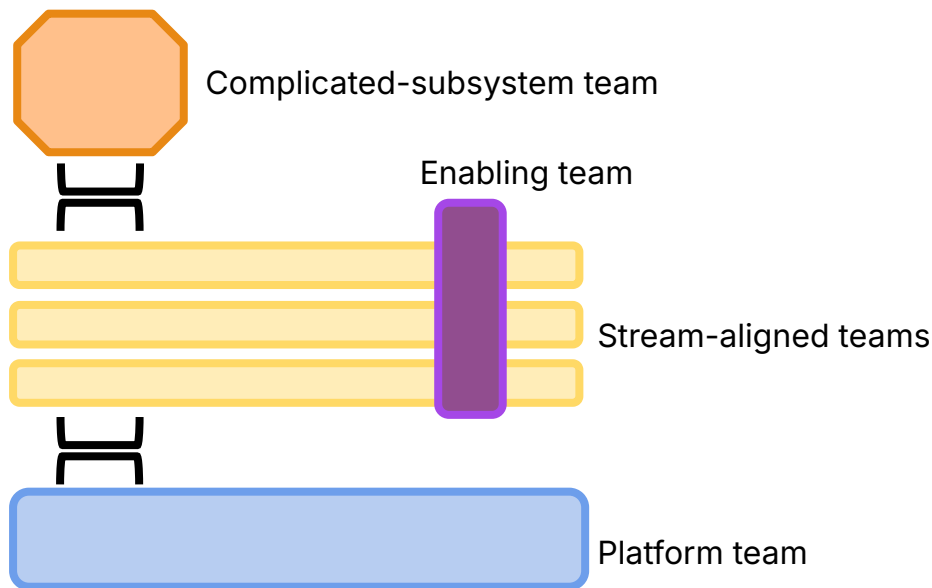 Complicated-subsystem team
Enabling team
Stream-aligned teams
Platform team